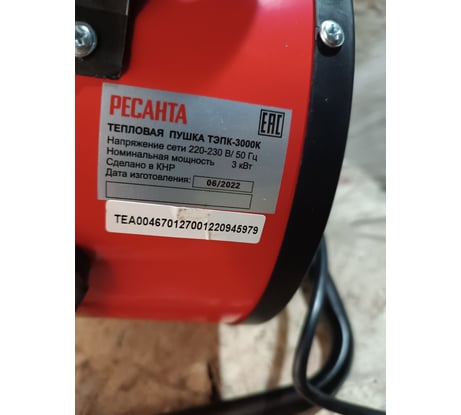 РЕСАНТА
EAC
ТЕПЛОВАЯ ПУШКА ТЭПК-3000К
Напряжение сети 220-230 В/ 50 Гц
Номинальная мощность 3 кВт
Сделано в КНР
Дата изготовления: 06/2022
TEA004670127001220945979